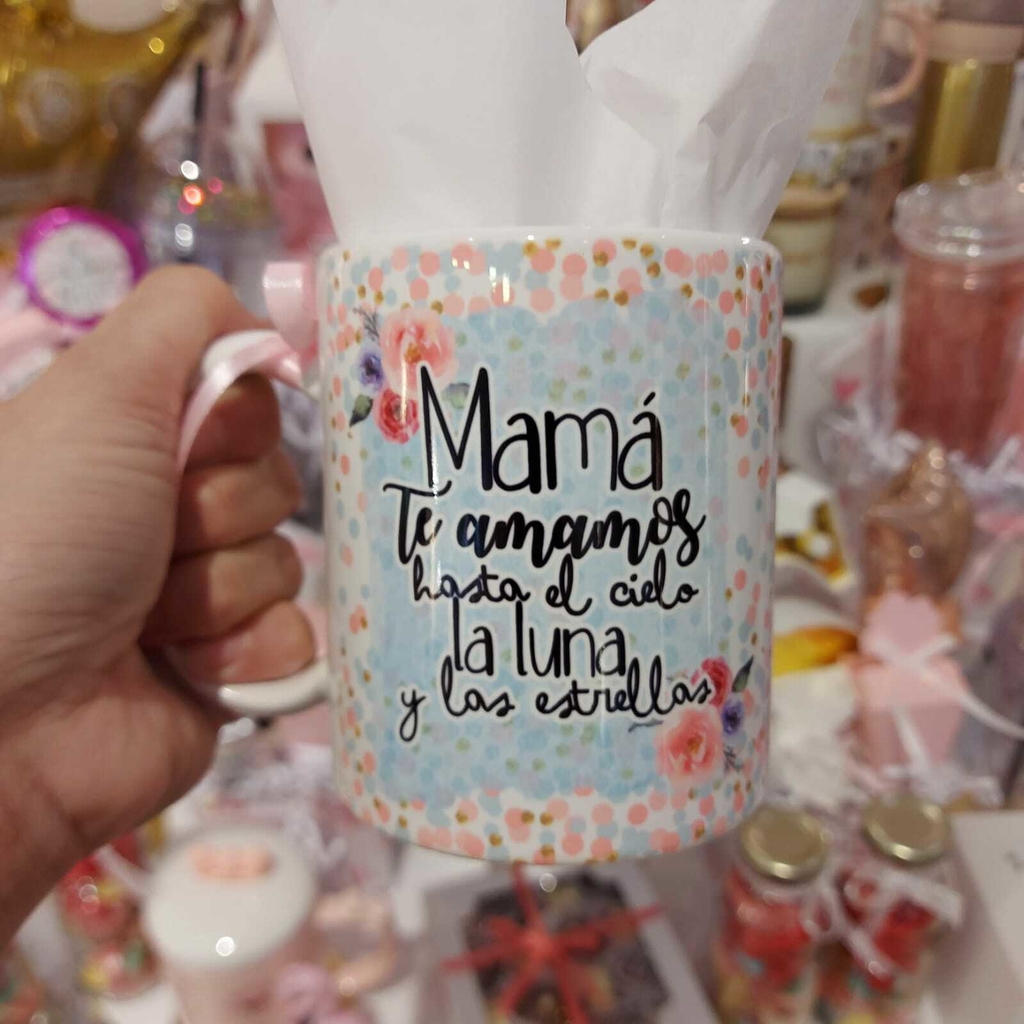 Mamá
Te amamos
hasta el cielo
la luna
y las estrellas